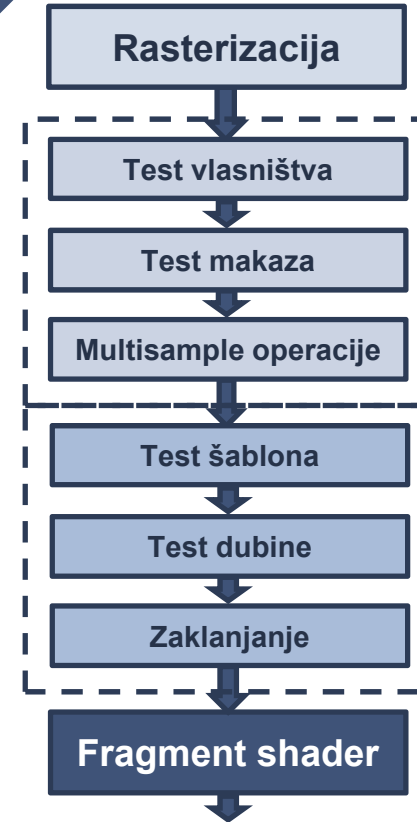 Rasterizacija
Test vlasništva
Test makaza
Multisample operacije
Test šablona
Test dubine
Zaklanjanje
Fragment shader